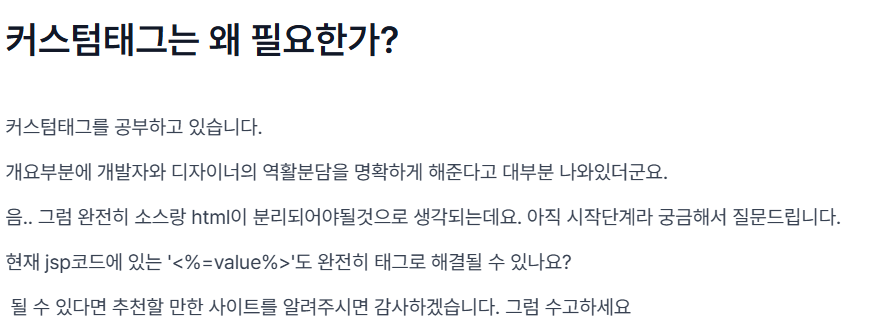 커스텀태그는 왜 필요한가?
커스텀태그를 공부하고 있습니다.
개요부분에 개발자와 디자이너의 역활분담을 명확하게 해준다고 대부분 나와있더군요.
음.. 그럼 완전히 소스랑 html이 분리되어야될것으로 생각되는데요. 아직 시작단계라 궁금해서 질문드립니다.
현재 jsp코드에 있는 '<%=value%>'도 완전히 태그로 해결될 수 있나요?
될 수 있다면 추천할 만한 사이트를 알려주시면 감사하겠습니다. 그럼 수고하세요